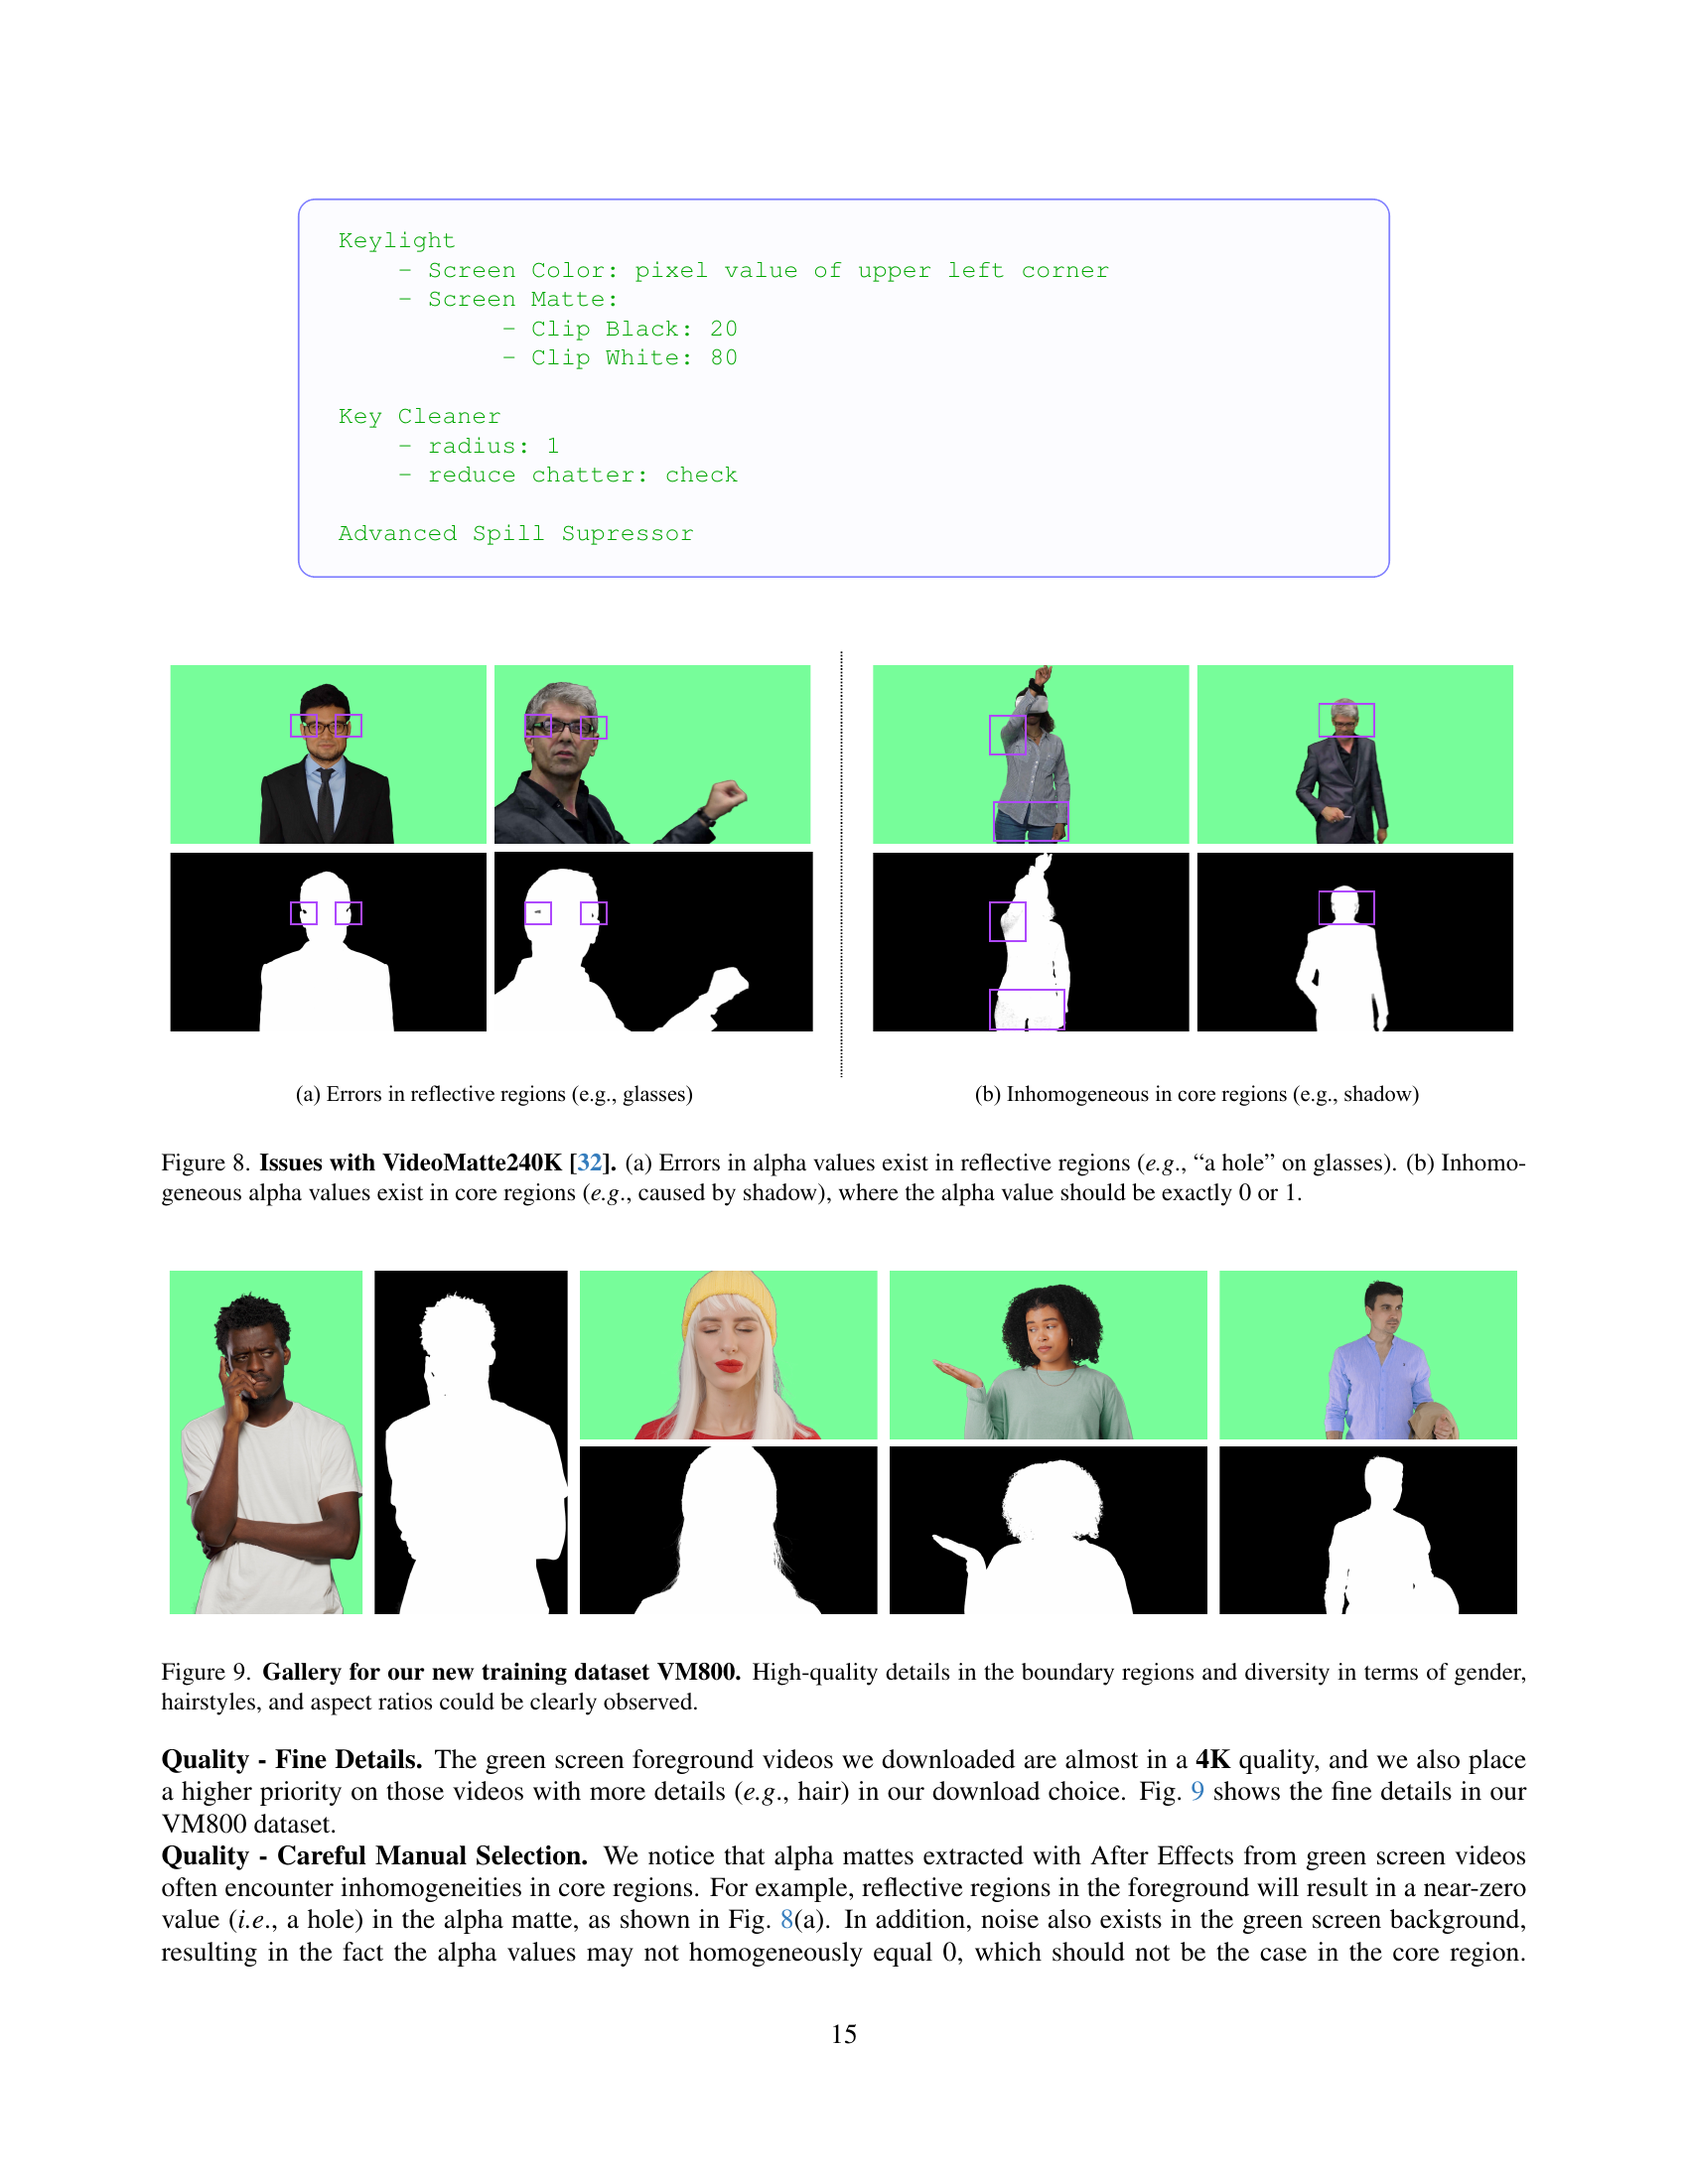 Keylight
- Screen Color: pixel value of upper left corner
- Screen Matte:
- Clip Black: 20
- Clip White: 80
Key Cleaner
- radius: 1
- reduce chatter: check
Advanced Spill Supressor
(a) Errors in reflective regions (e.g., glasses)
(b) Inhomogeneous in core regions (e.g., shadow)
Figure 8. Issues with VideoMatte240K [32]. (a) Errors in alpha values exist in reflective regions (e.g., “a hole” on glasses). (b) Inhomo-
geneous alpha values exist in core regions (e.g., caused by shadow), where the alpha value should be exactly 0 or 1.
Figure 9. Gallery for our new training dataset VM800. High-quality details in the boundary regions and diversity in terms of gender,
hairstyles, and aspect ratios could be clearly observed.
Quality - Fine Details. The green screen foreground videos we downloaded are almost in a 4K quality, and we also place
a higher priority on those videos with more details (e.g., hair) in our download choice. Fig. 9 shows the fine details in our
VM800 dataset.
Quality - Careful Manual Selection. We notice that alpha mattes extracted with After Effects from green screen videos
often encounter inhomogeneities in core regions. For example, reflective regions in the foreground will result in a near-zero
value (i.e., a hole) in the alpha matte, as shown in Fig. 8(a). In addition, noise also exists in the green screen background,
resulting in the fact the alpha values may not homogeneously equal 0, which should not be the case in the core region.
15